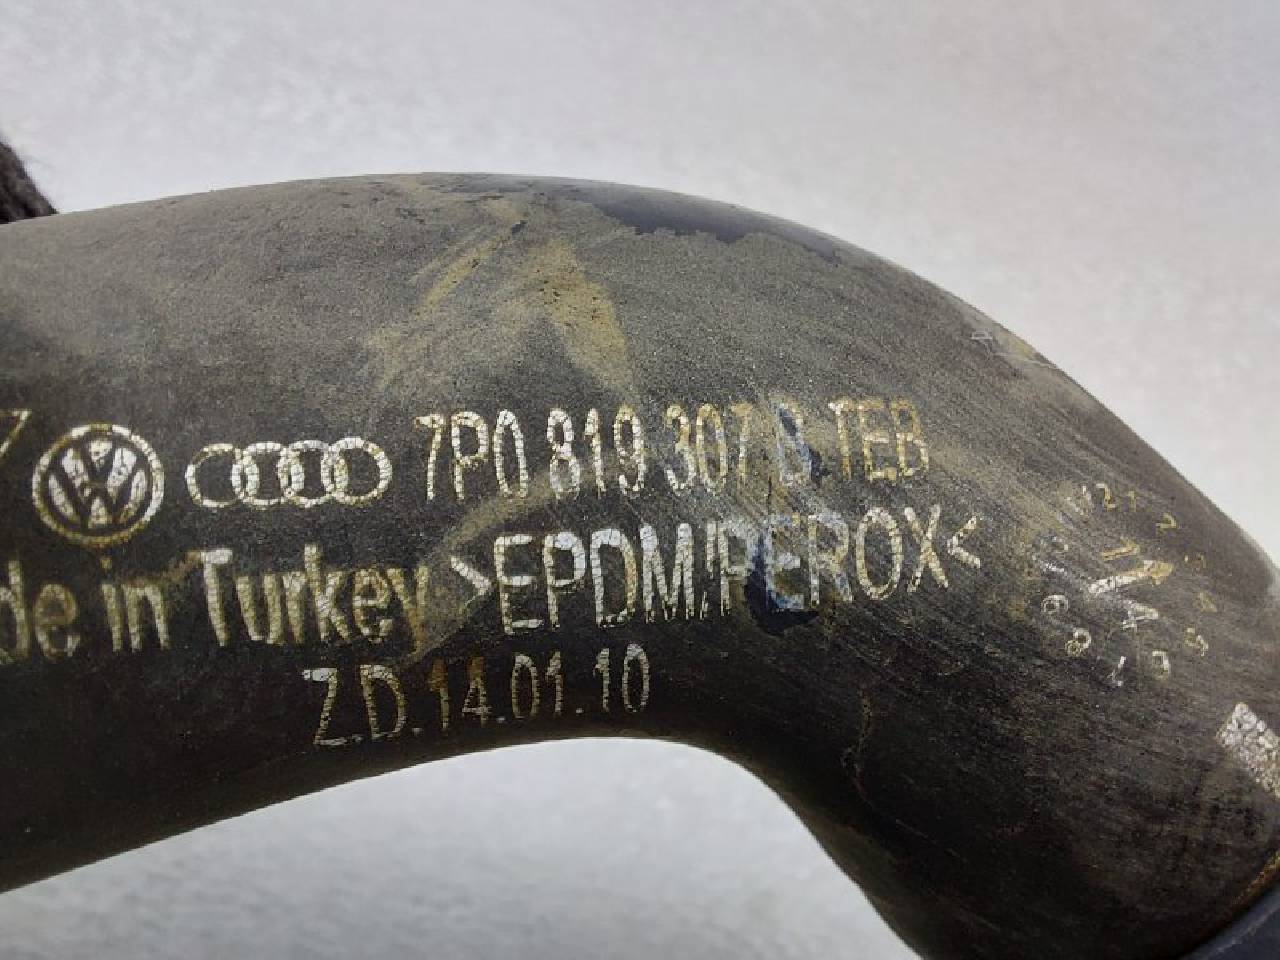 7P0 819 307 B.TEB
de in Turkey >EPDM/PEROX<
Z.D.14.01.10